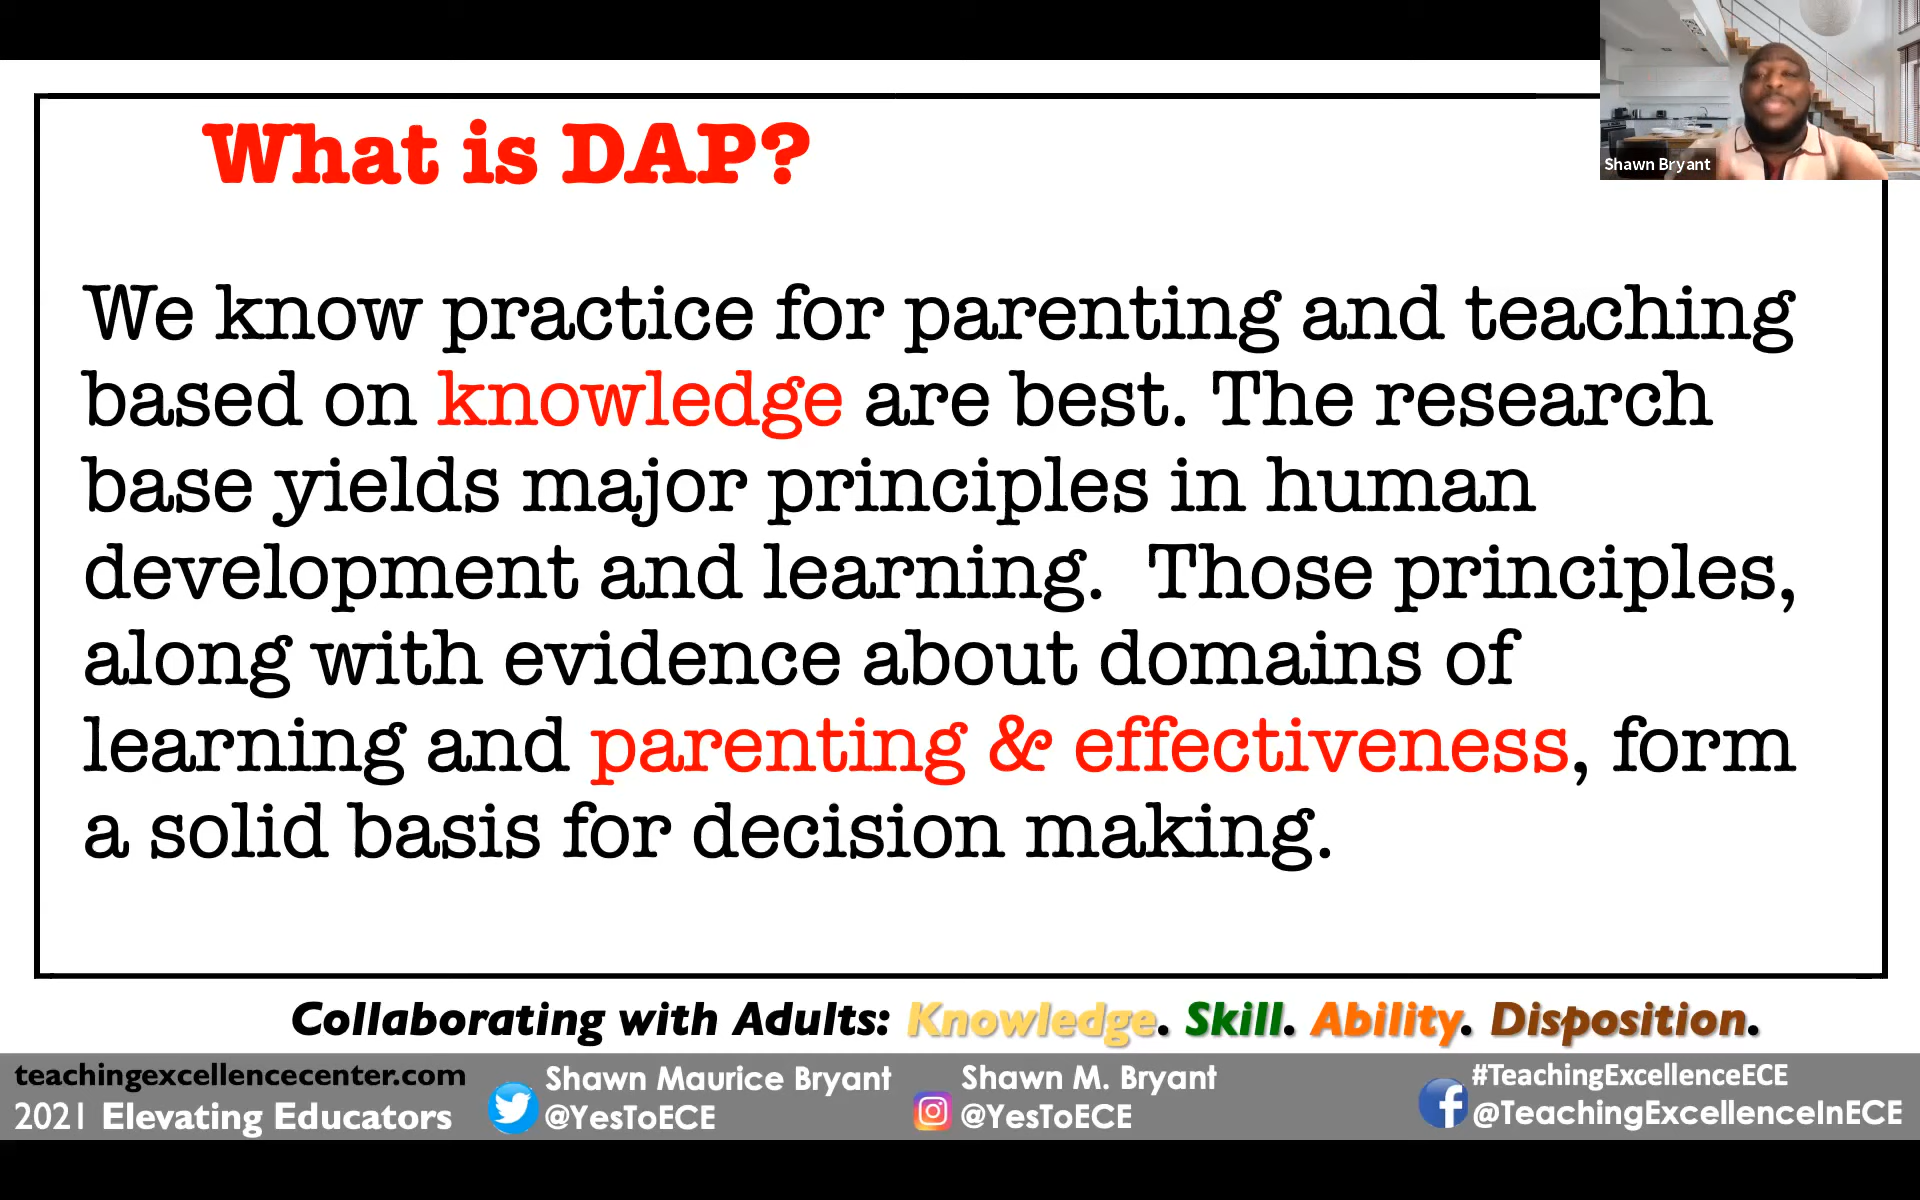 What is DAP?
Shawn Bryant
We know practice for parenting and teaching
based on knowledge are best. The research
base yields major principles in human
development and learning. Those principles,
along with evidence about domains of
learning and parenting & effectiveness, form
a solid basis for decision making.
Collaborating with Adults: Knowledge. Skill. Ability. Disposition.
teachingexcellencecenter.com
2021 Elevating Educators
Shawn Maurice Bryant
@YesToECE
Shawn M. Bryant
@YesToECE
#TeachingExcellenceECE
@TeachingExcellenceInECE